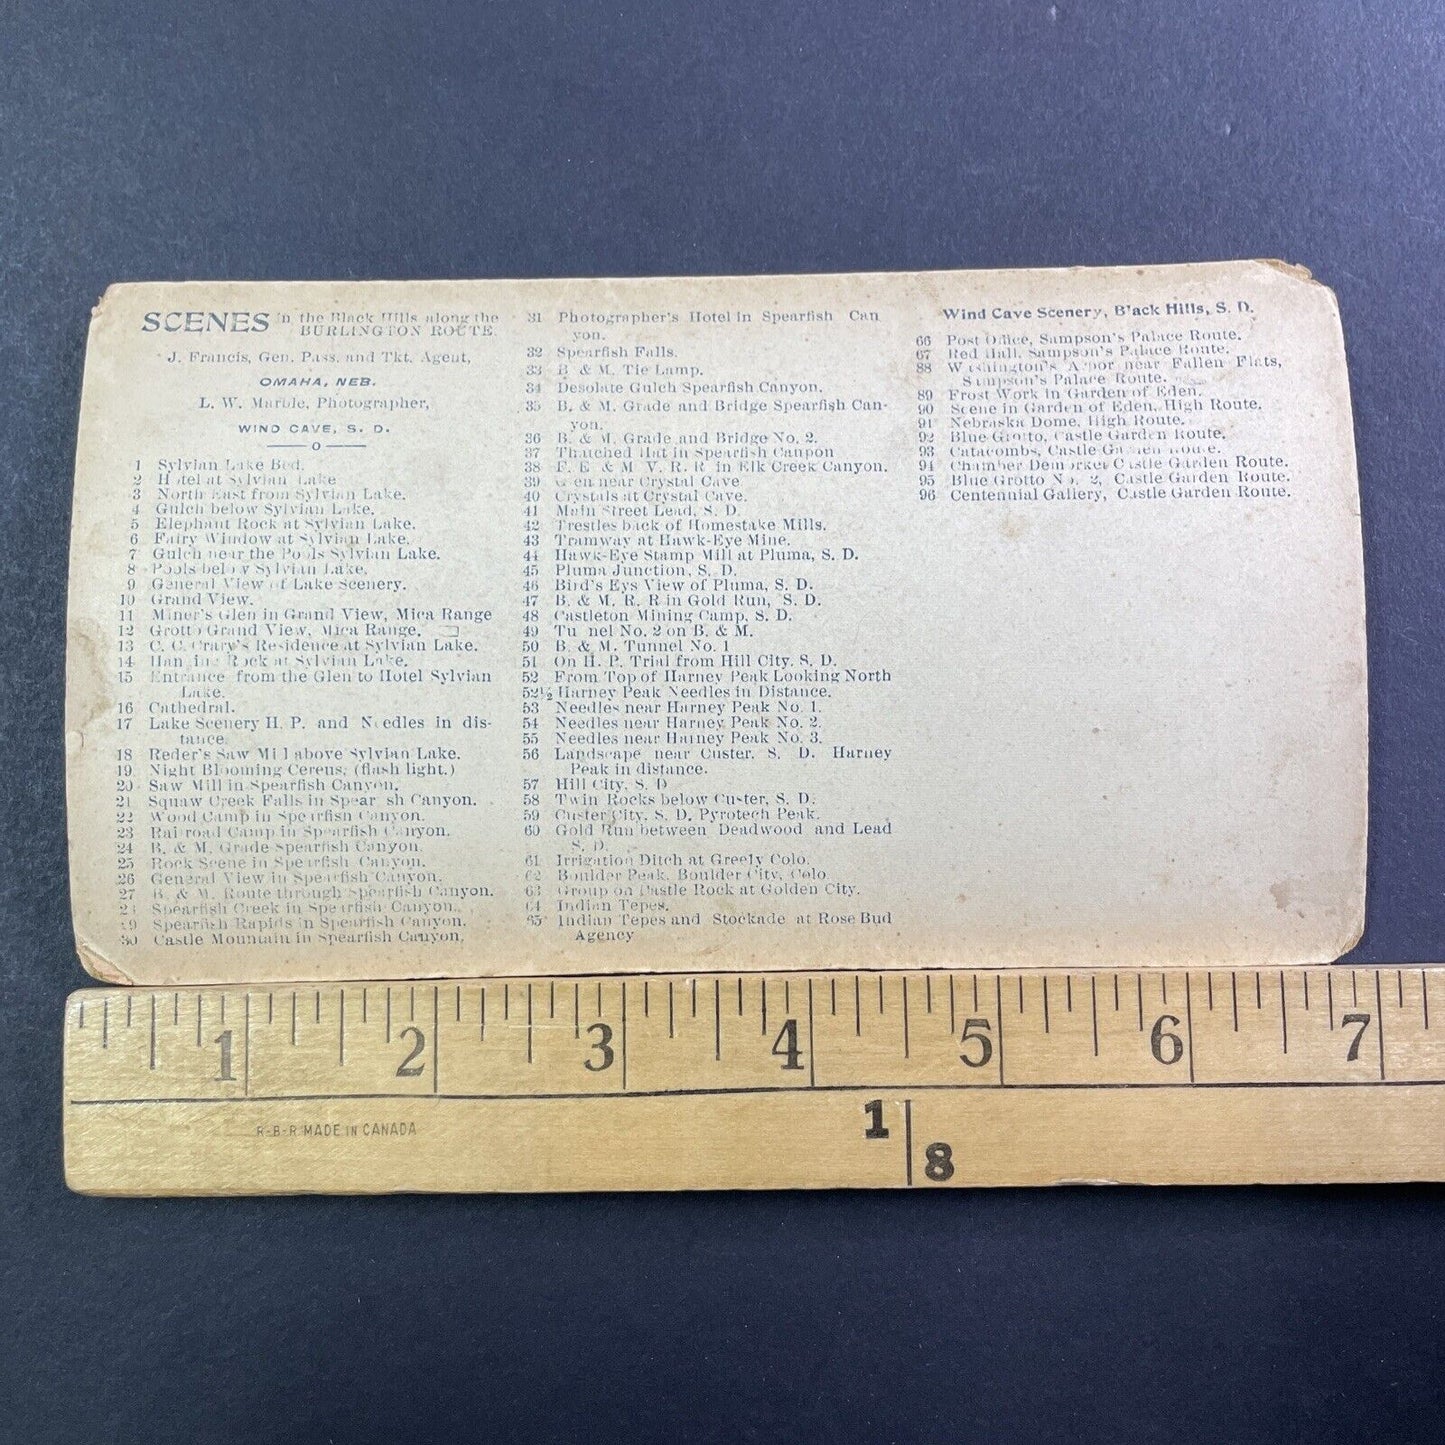 SCENES in the Black Hills along the
BURLINGTON ROUTE
J. Francis, Gen. Pass. and Tkt. Agent,
OMAHA, NEB.
L. W. Marble, Photographer,
WIND CAVE, S. D.
1 Sylvian Lake Bed.
2 Hotel at Sylvian Lake
3 North East from Sylvian Lake.
4 Gulch below Sylvian Lake.
5 Elephant Rock at Sylvian Lake.
6 Fairy Window at Sylvian Lake.
7 Gulch near the Pools Sylvian Lake.
8 Pools below Sylvian Lake.
9 General View of Lake Scenery.
10 Grand View.
11 Miner's Glen in Grand View, Mica Range
12 Grotto Grand View, Mica Range.
13 C. C. Crary's Residence at Sylvian Lake.
14 Hanging Rock at Sylvian Lake.
15 Entrance from the Glen to Hotel Sylvian
Lake.
16 Cathedral.
17 Lake Scenery H. P. and Needles in dis-
tance.
18 Reder's Saw Mill above Sylvian Lake.
19 Night Blooming Cerens, (flash light.)
20 Saw Mill in Spearfish Canyon.
21 Squaw Creek Falls in Spearfish Canyon.
22 Wood Camp in Spearfish Canyon.
23 Railroad Camp in Spearfish Canyon.
24 B. & M. Grade Spearfish Canyon.
25 Rock Scene in Spearfish Canyon.
26 General View in Spearfish Canyon.
27 B. & M. Route through Spearfish Canyon.
28 Spearfish Creek in Spearfish Canyon.
29 Spearfish Rapids in Spearfish Canyon.
30 Castle Mountain in Spearfish Canyon.
31 Photographer's Hotel in Spearfish Can
yon.
32 Spearfish Falls.
33 B. & M. Tie Lamp.
34 Desolate Gulch Spearfish Canyon.
35 B. & M. Grade and Bridge Spearfish Can-
yon.
36 B. & M. Grade and Bridge No. 2.
37 Thatched Hat in Spearfish Canpon
38 F. E. & M. V. R. R. in Elk Creek Canyon.
39 Glen near Crystal Cave
40 Crystals at Crystal Cave.
41 Main Street Lead, S. D.
42 Trestles back of Homestake Mills.
43 Tramway at Hawk-Eye Mine.
44 Hawk-Eye Stamp Mill at Pluma, S. D.
45 Pluma Junction, S. D.
46 Bird's Eys View of Pluma, S. D.
47 B. & M. R. R in Gold Run, S. D.
48 Castleton Mining Camp, S. D.
49 Tunnel No. 2 on B. & M.
50 B. & M. Tunnel No. 1
51 On H. P. Trial from Hill City, S. D.
52 From Top of Harney Peak Looking North
52½ Harney Peak Needles in Distance.
53 Needles near Harney Peak No. 1.
54 Needles near Harney Peak No. 2.
55 Needles near Harney Peak No. 3.
56 Landscape near Custer, S. D. Harney
Peak in distance.
57 Hill City, S. D
58 Twin Rocks below Custer, S. D.
59 Custer City, S. D. Pyrotech Peak.
60 Gold Run between Deadwood and Lead
S. D.
61 Irrigation Ditch at Greely Colo.
62 Boulder Peak, Boulder City, Colo.
63 Group on Castle Rock at Golden City.
64 Indian Tepes.
65 Indian Tepes and Stockade at Rose Bud
Agency
Wind Cave Scenery, Black Hills, S. D.
66 Post Office, Sampson's Palace Route.
67 Red Hall, Sampson's Palace Route.
88 Washington's Arbor near Fallen Flats,
Sampson's Palace Route.
89 Frost Work in Garden of Eden.
90 Scene in Garden of Eden, High Route.
91 Nebraska Dome, High Route.
92 Blue Grotto, Castle Garden Route.
93 Catacombs, Castle Garden Route.
94 Chamber Demorker Castle Garden Route.
95 Blue Grotto No. 2, Castle Garden Route.
96 Centennial Gallery, Castle Garden Route.
1 2 3 4 5 6 7
R-B-R MADE IN CANADA
1
8